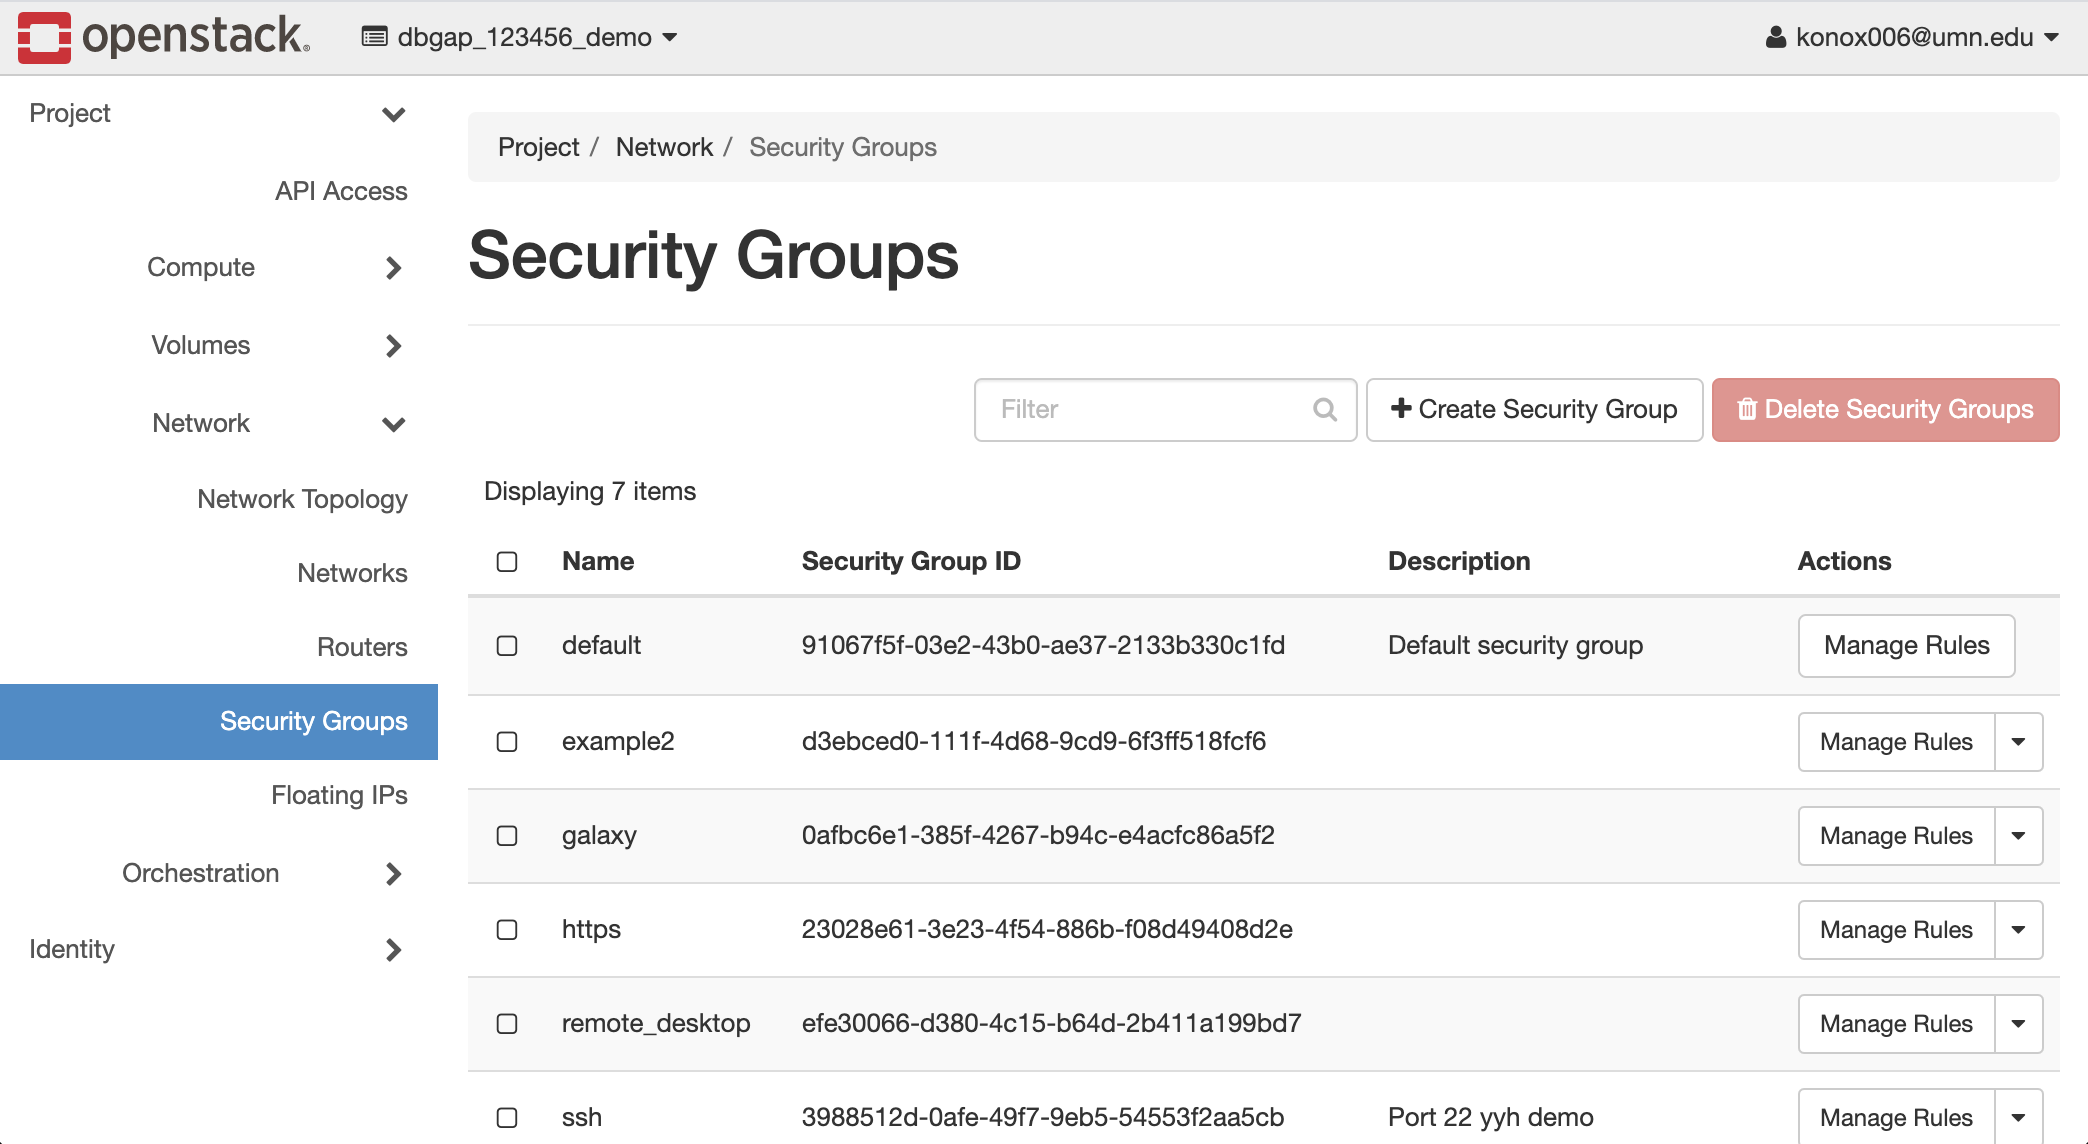 openstack.
dbgap_123456_demo
konox006@umn.edu
Project
API Access
Compute
Volumes
Network
Network Topology
Networks
Routers
Security Groups
Floating IPs
Orchestration
Identity
Project / Network / Security Groups
Security Groups
Filter
Create Security Group
Delete Security Groups
Displaying 7 items
Name Security Group ID Description Actions
default 91067f5f-03e2-43b0-ae37-2133b330c1fd Default security group Manage Rules
example2 d3ebced0-111f-4d68-9cd9-6f3ff518fcf6 Manage Rules
galaxy 0afbc6e1-385f-4267-b94c-e4acfc86a5f2 Manage Rules
https 23028e61-3e23-4f54-886b-f08d49408d2e Manage Rules
remote_desktop efe30066-d380-4c15-b64d-2b411a199bd7 Manage Rules
ssh 3988512d-0afe-49f7-9eb5-54553f2aa5cb Port 22 yyh demo Manage Rules